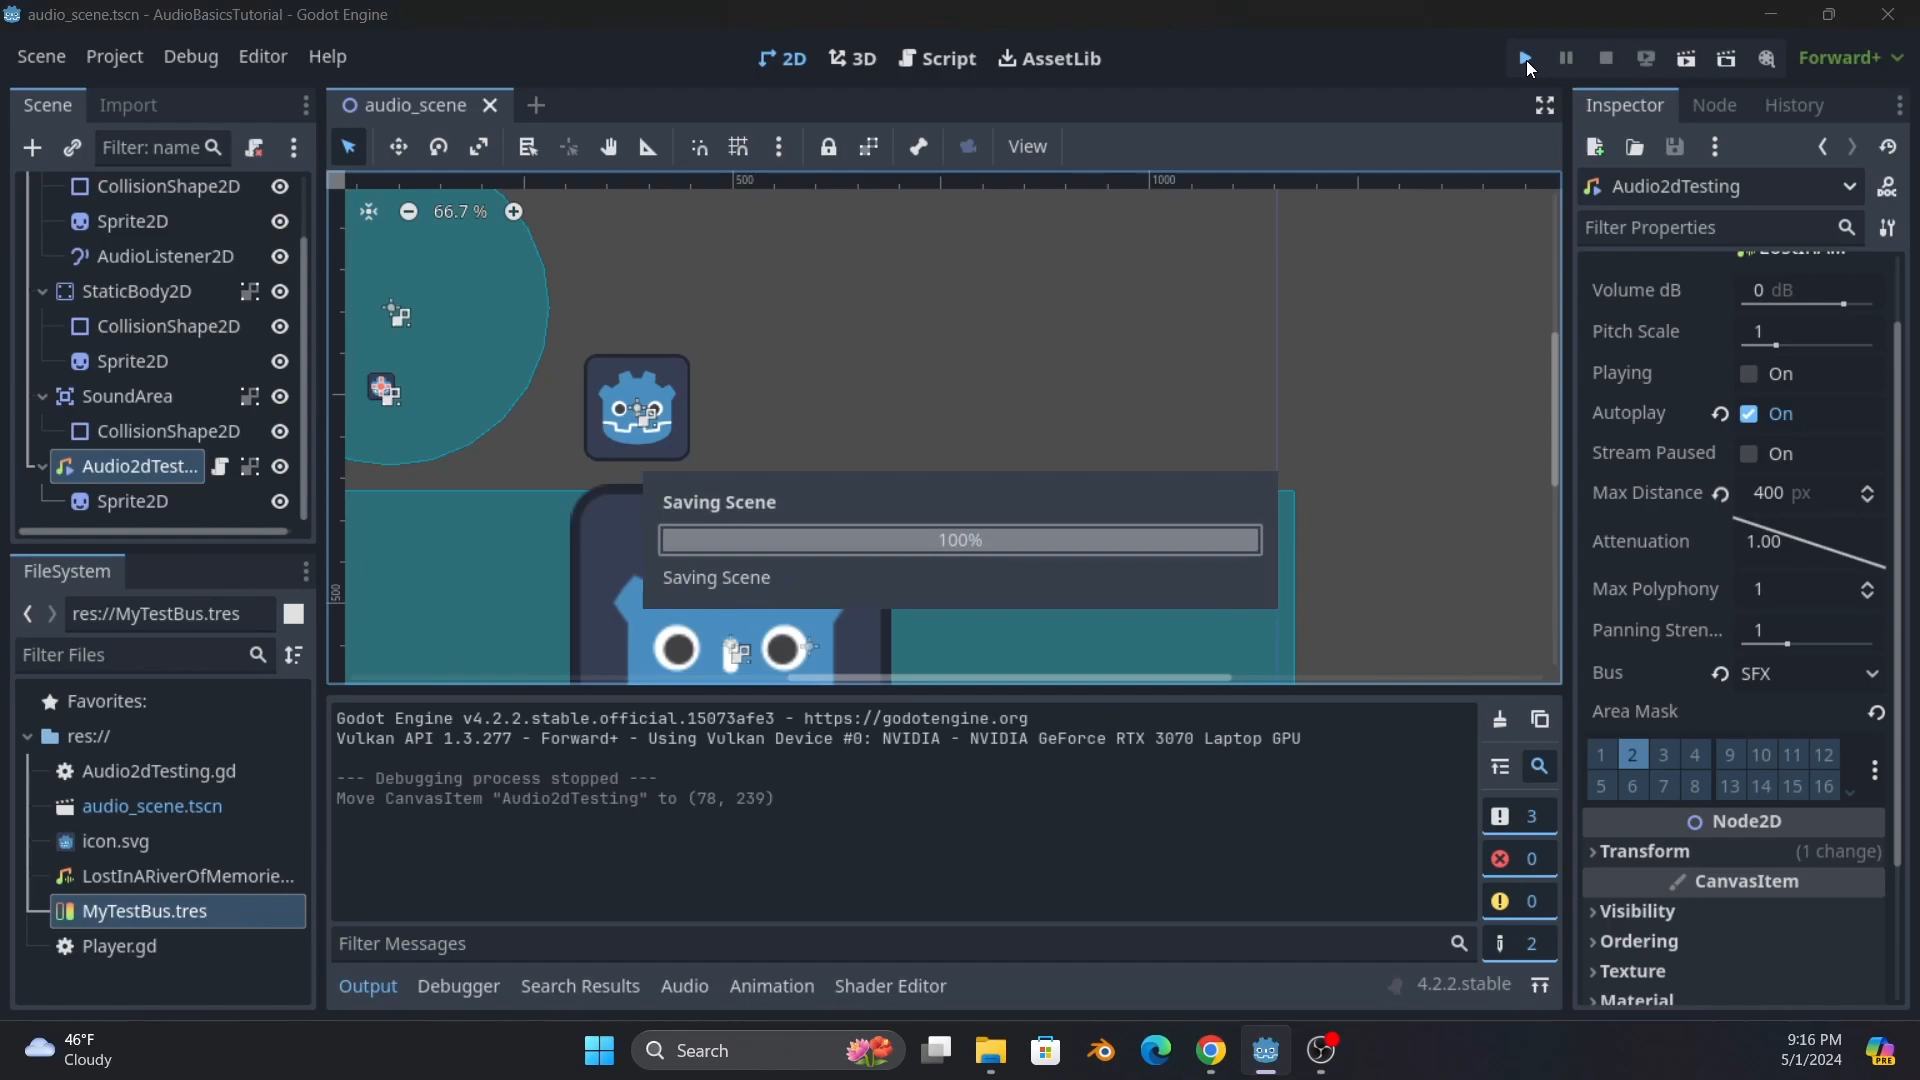 audio_scene.tscn - AudioBasicsTutorial - Godot Engine
Scene Project Debug Editor Help
2D 3D Script AssetLib
Forward+
Scene Import
audio_scene
Inspector Node History
Filter: name
View
CollisionShape2D
Sprite2D
AudioListener2D
StaticBody2D
CollisionShape2D
Sprite2D
SoundArea
CollisionShape2D
Audio2dTest...
Sprite2D
500 1000
66.7 %
500
Saving Scene
100%
Saving Scene
Audio2dTesting
DOC
Filter Properties
Volume dB 0 dB
Pitch Scale 1
Playing On
Autoplay On
Stream Paused On
Max Distance 400 px
Attenuation 1.00
Max Polyphony 1
Panning Stren... 1
Bus SFX
Area Mask
1 2 3 4 9 10 11 12
5 6 7 8 13 14 15 16
Node2D
Transform (1 change)
CanvasItem
Visibility
Ordering
Texture
Material
FileSystem
res://MyTestBus.tres
Filter Files
Favorites:
res://
Audio2dTesting.gd
audio_scene.tscn
icon.svg
LostInARiverOfMemorie...
MyTestBus.tres
Player.gd
Godot Engine v4.2.2.stable.official.15073afe3 - https://godotengine.org
Vulkan API 1.3.277 - Forward+ - Using Vulkan Device #0: NVIDIA - NVIDIA GeForce RTX 3070 Laptop GPU
--- Debugging process stopped ---
Move CanvasItem "Audio2dTesting" to (78, 239)
3
0
0
2
Filter Messages
Output Debugger Search Results Audio Animation Shader Editor
4.2.2.stable
46°F
Cloudy
Search
9:16 PM
5/1/2024
PRE